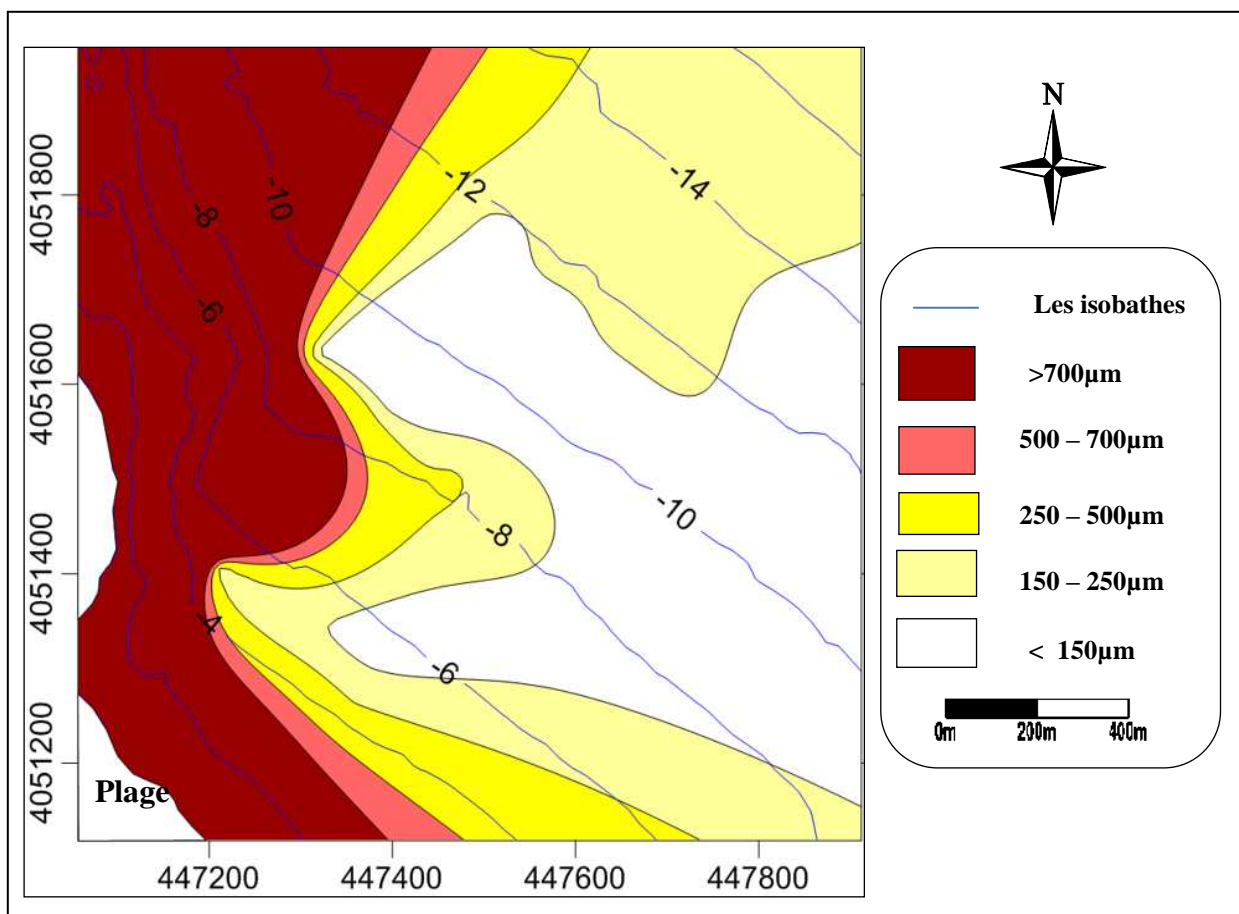 4051800
4051600
4051400
4051200
447200
447400
447600
447800
-14
-12
-10
-8
-6
-10
-8
-4
-6
Plage
N
Les isobathes
>700µm
500 – 700µm
250 – 500µm
150 – 250µm
< 150µm
0m 200m 400m